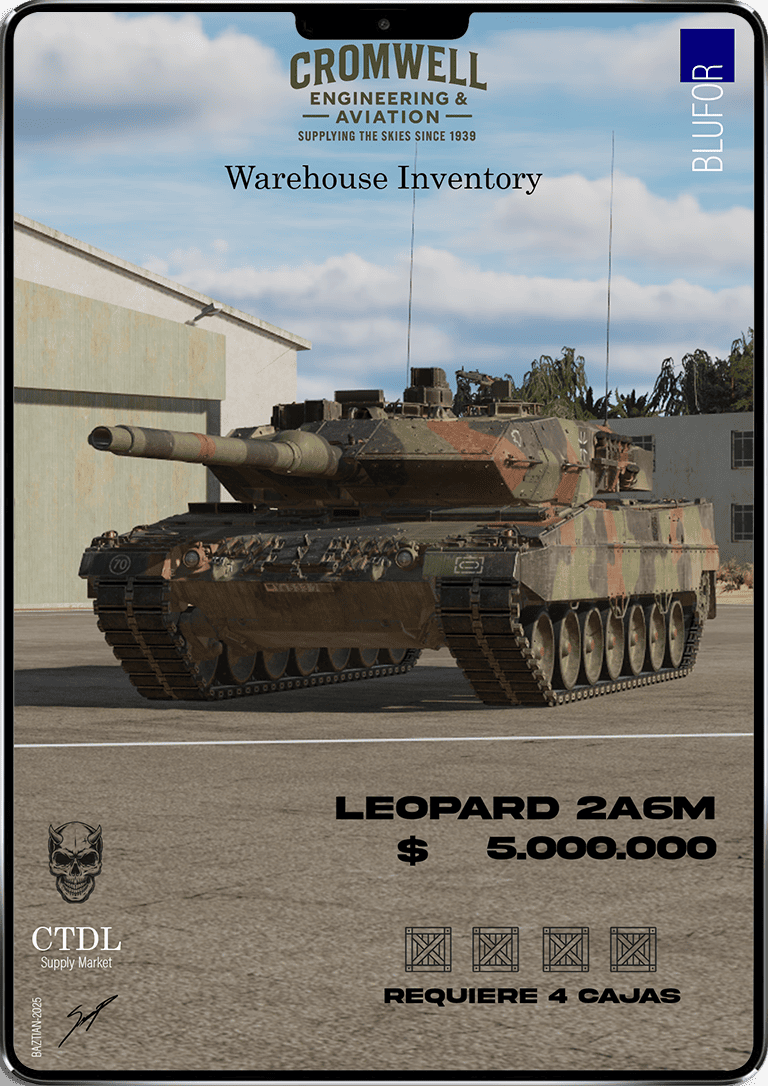 CROMWELL
ENGINEERING &
AVIATION
SUPPLYING THE SKIES SINCE 1939
BLUFOR
Warehouse Inventory
70
LEOPARD 2A6M
$ 5.000.000
CTDL
Supply Market
REQUIERE 4 CAJAS
BAZTIAN-2025